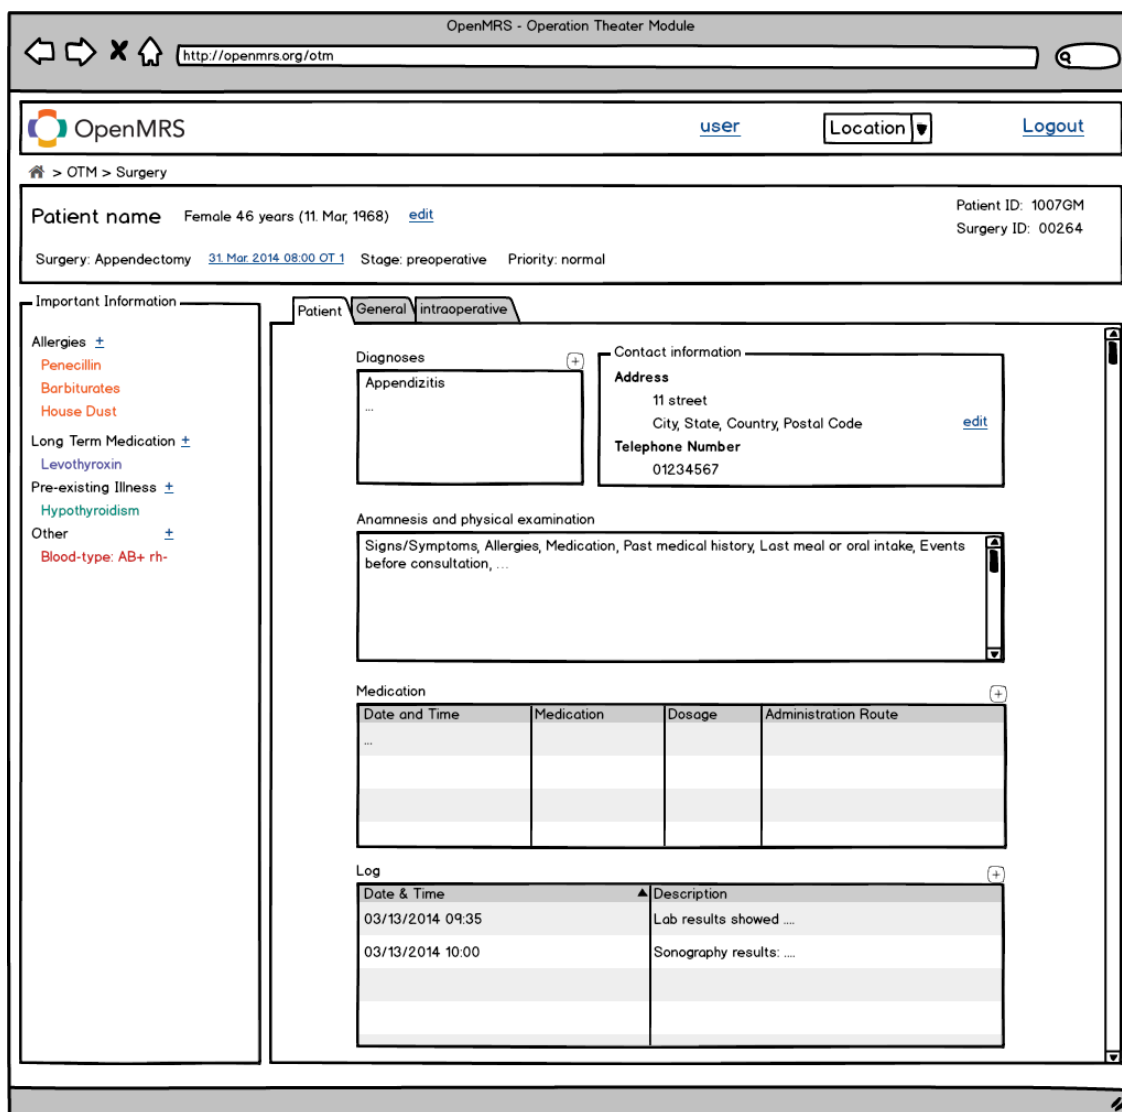 OpenMRS - Operation Theater Module
http://openmrs.org/otm
OpenMRS
user
Location
Logout
> OTM > Surgery
Patient name Female 46 years (11. Mar, 1968) edit
Patient ID: 1007GM
Surgery ID: 00264
Surgery: Appendectomy 31. Mar. 2014 08:00 OT 1 Stage: preoperative Priority: normal
Important Information
Allergies +
Penecillin
Barbiturates
House Dust
Long Term Medication +
Levothyroxin
Pre-existing Illness +
Hypothyroidism
Other +
Blood-type: AB+ rh-
Patient General intraoperative
Diagnoses
Appendizitis
...
Contact information
Address
11 street
City, State, Country, Postal Code
edit
Telephone Number
01234567
Anamnesis and physical examination
Signs/Symptoms, Allergies, Medication, Past medical history, Last meal or oral intake, Events
before consultation, ...
Medication
Date and Time Medication Dosage Administration Route
...
Log
Date & Time Description
03/13/2014 09:35 Lab results showed ....
03/13/2014 10:00 Sonography results: ....